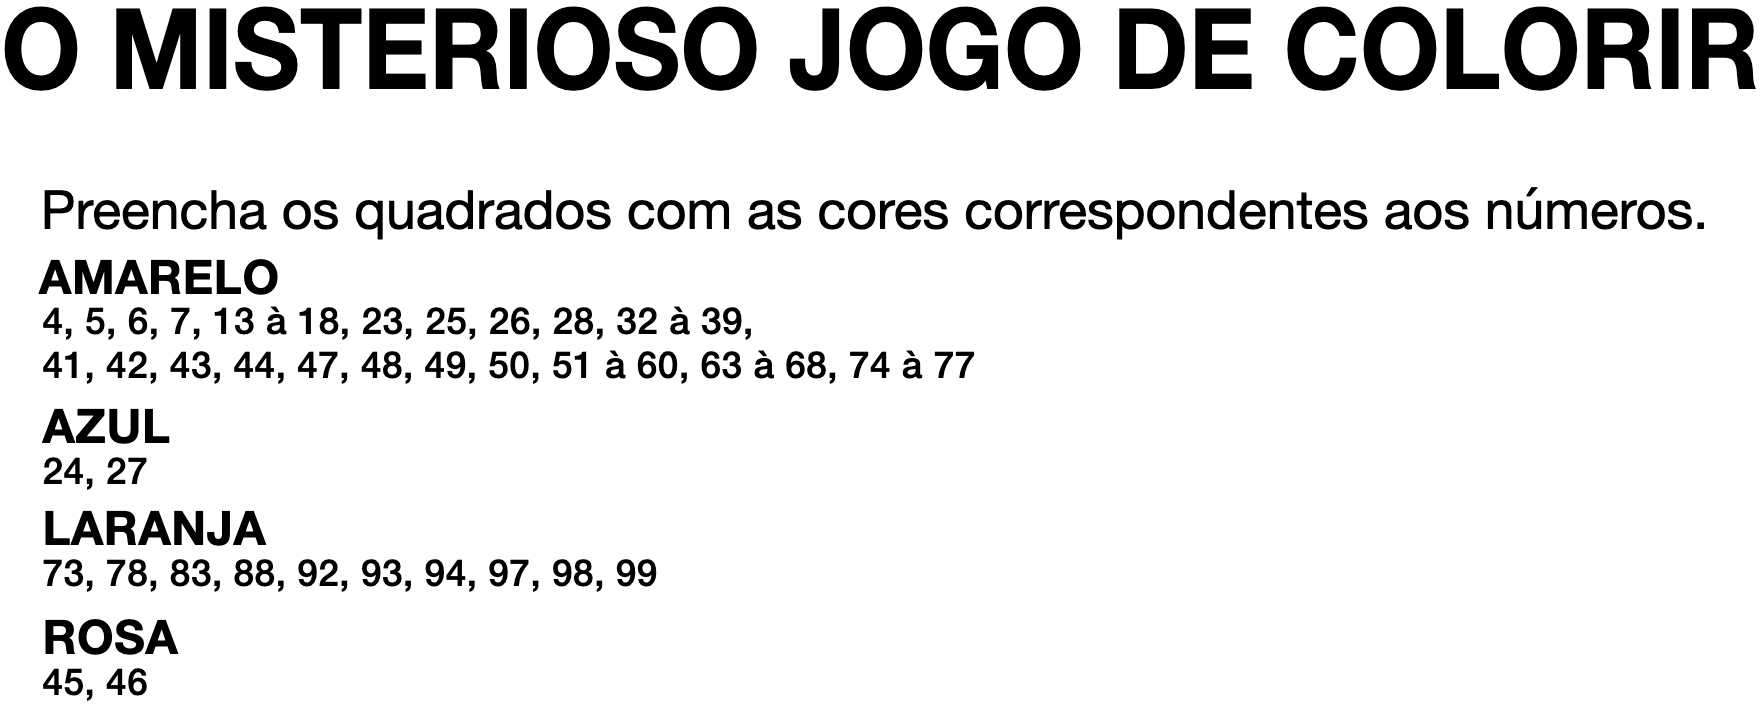 O MISTERIOSO JOGO DE COLORIR
Preencha os quadrados com as cores correspondentes aos números.
AMARELO
4, 5, 6, 7, 13 à 18, 23, 25, 26, 28, 32 à 39,
41, 42, 43, 44, 47, 48, 49, 50, 51 à 60, 63 à 68, 74 à 77
AZUL
24, 27
LARANJA
73, 78, 83, 88, 92, 93, 94, 97, 98, 99
ROSA
45, 46